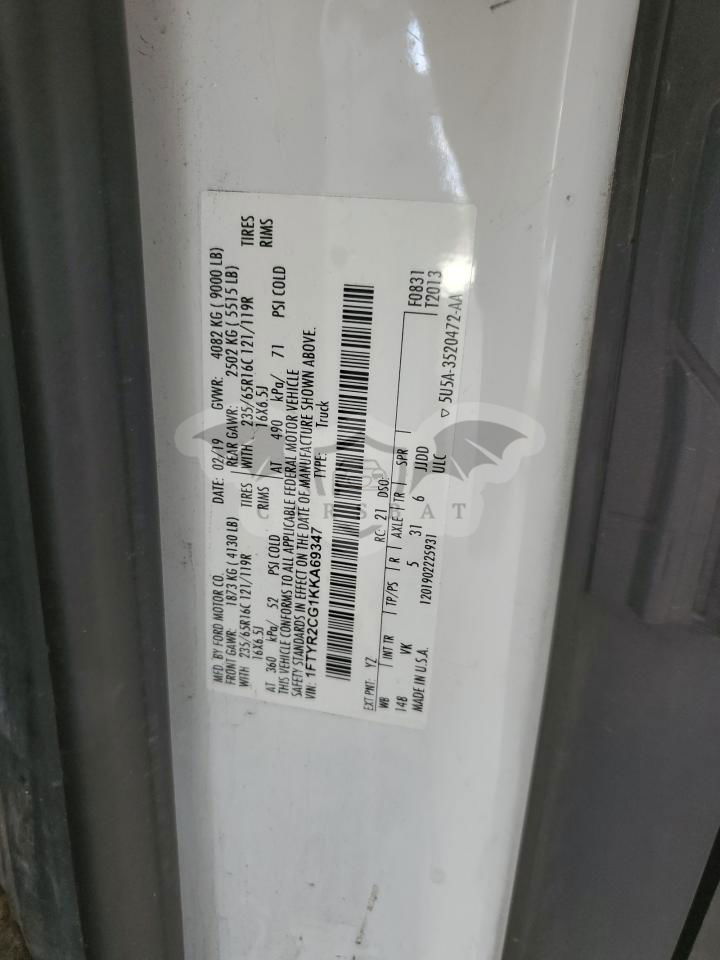 MFD. BY FORD MOTOR CO.
DATE: 02/19 GVWR: 4082 KG ( 9000 LB)
FRONT GAWR: 1873 KG ( 4130 LB) REAR GAWR: 2502 KG ( 5515 LB)
WITH 235/65R16C 121/119R TIRES WITH 235/65R16C 121/119R TIRES
16X6.5J RIMS 16X6.5J RIMS
AT 360 kPa/ 52 PSI COLD AT 490 kPa/ 71 PSI COLD
THIS VEHICLE CONFORMS TO ALL APPLICABLE FEDERAL MOTOR VEHICLE
SAFETY STANDARDS IN EFFECT ON THE DATE OF MANUFACTURE SHOWN ABOVE.
VIN: 1FTYR2CG1KKA69347 TYPE: Truck
EXT PNT: YZ RC: 21 DSO: F0831
WB INT TR TP/PS R AXLE TR SPR T2013
14B VK 5 31 6 JJDD
MADE IN U.S.A. 1201902225931 ULC ▽ 5U5A-3520472-AA